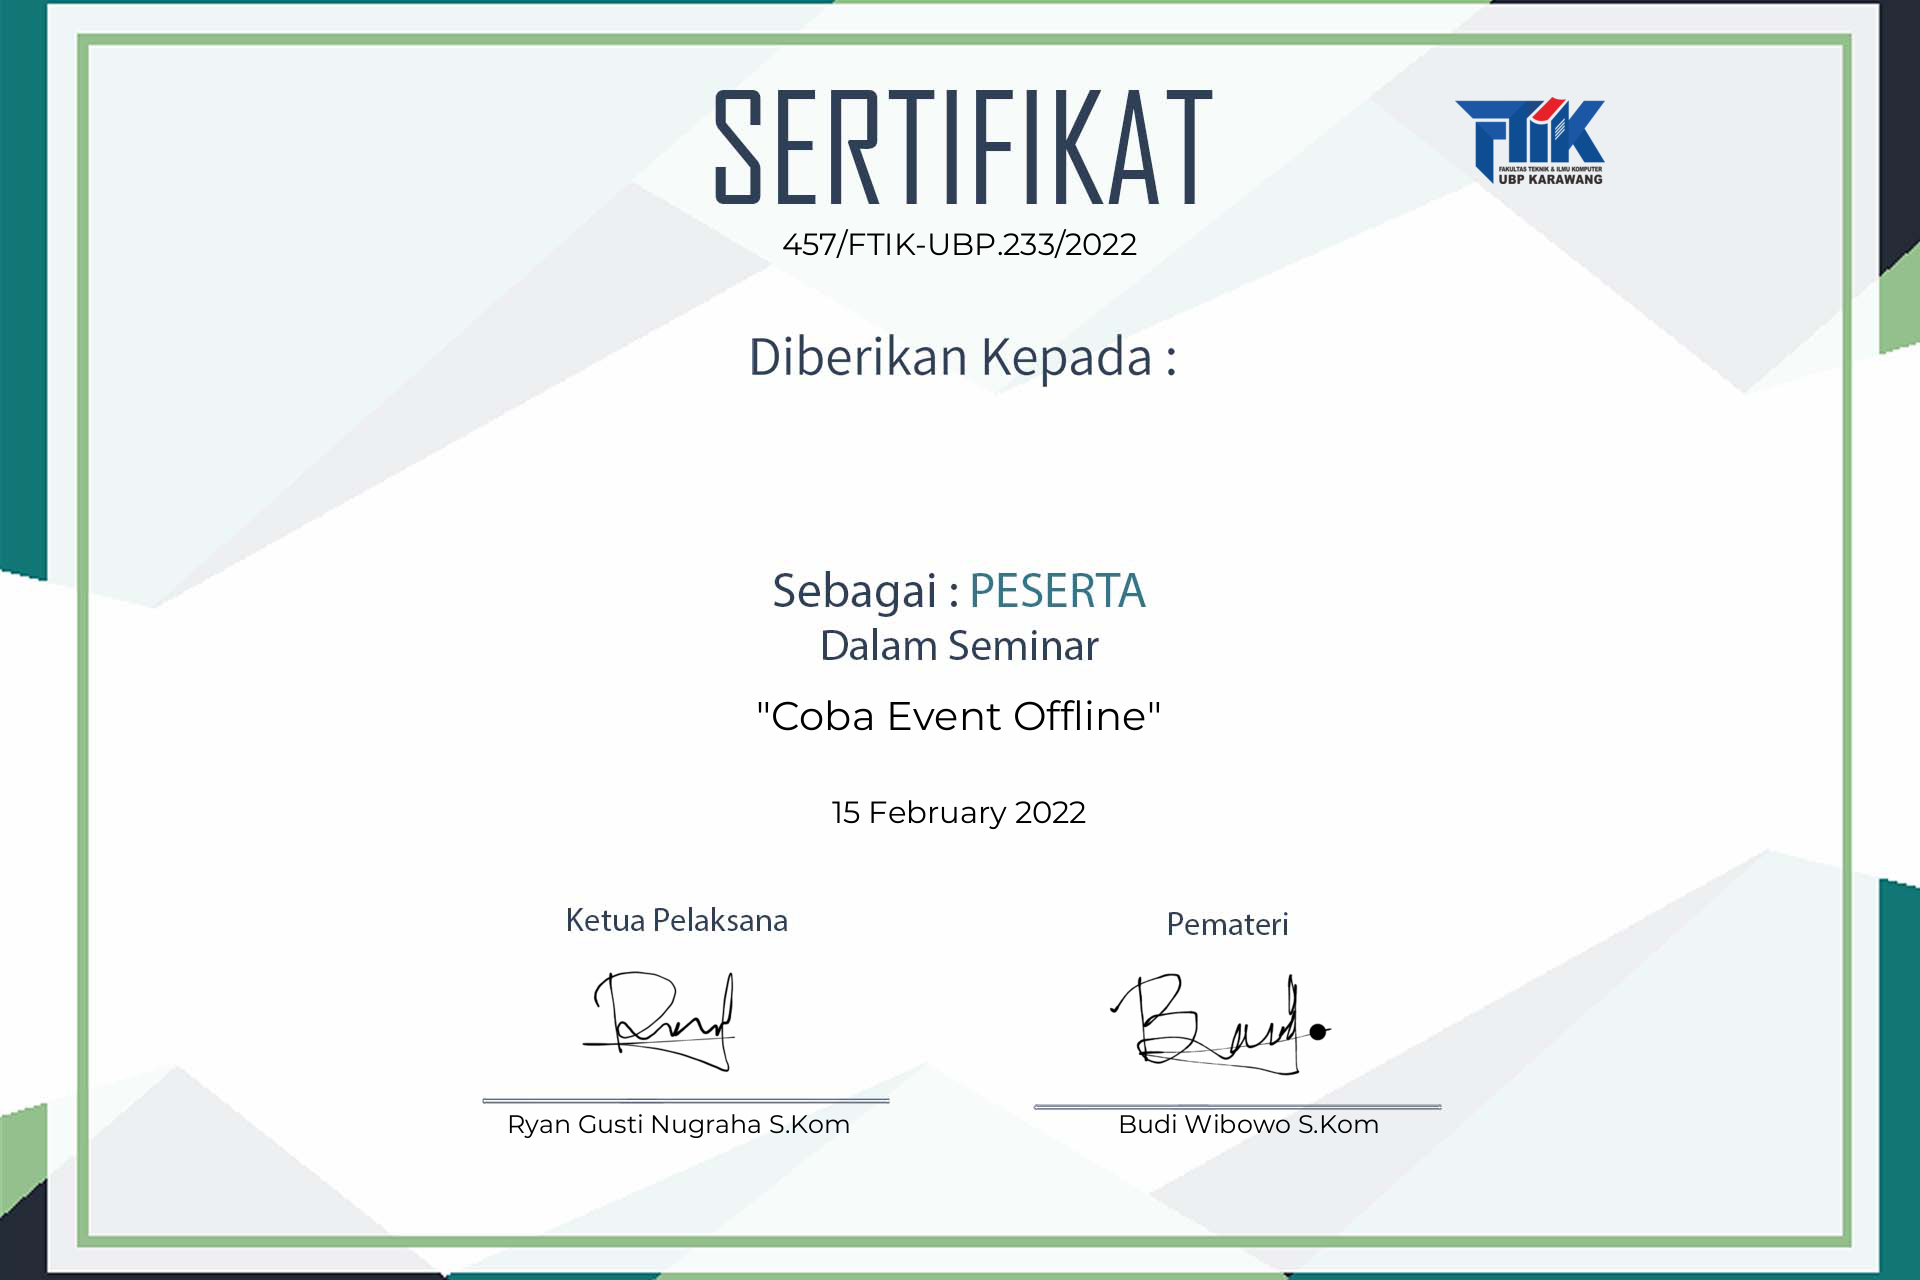 SERTIFIKAT
FTIK
FAKULTAS TEKNIK & ILMU KOMPUTER
UBP KARAWANG
457/FTIK-UBP.233/2022
Diberikan Kepada :
Sebagai : PESERTA
Dalam Seminar
"Coba Event Offline"
15 February 2022
Ketua Pelaksana
Pemateri
Ryan Gusti Nugraha S.Kom
Budi Wibowo S.Kom